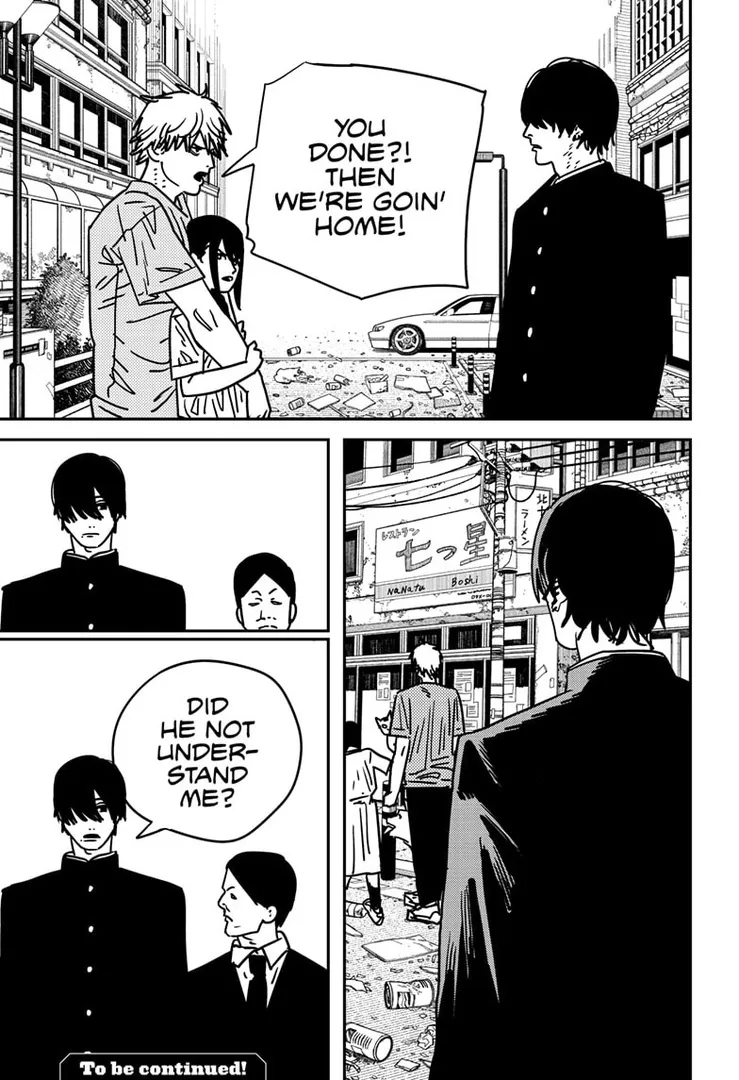 YOU
DONE?!
THEN
WE'RE GOIN'
HOME!
レストラン
七つ星
NaNatu Boshi
ラーメン
DID
HE NOT
UNDER-
STAND
ME?
To be continued!